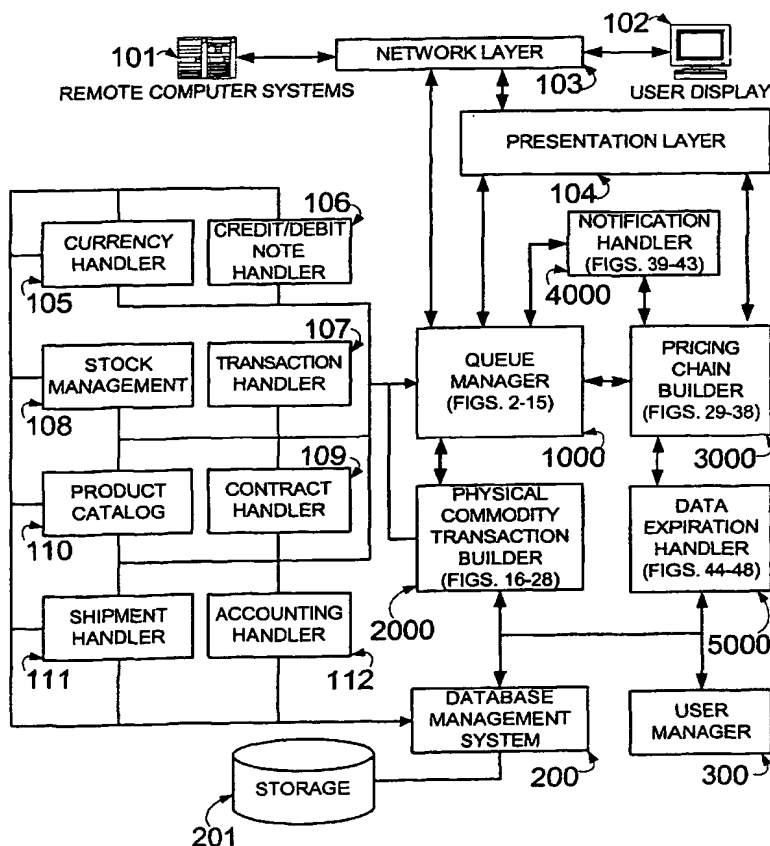 101
REMOTE COMPUTER SYSTEMS
NETWORK LAYER
103
102
USER DISPLAY
PRESENTATION LAYER
104
CURRENCY
HANDLER
105
106
CREDIT/DEBIT
NOTE
HANDLER
NOTIFICATION
HANDLER
(FIGS. 39-43)
4000
STOCK
MANAGEMENT
108
107
TRANSACTION
HANDLER
QUEUE
MANAGER
(FIGS. 2-15)
1000
PRICING
CHAIN
BUILDER
(FIGS. 29-38)
3000
PRODUCT
CATALOG
110
109
CONTRACT
HANDLER
PHYSICAL
COMMODITY
TRANSACTION
BUILDER
(FIGS. 16-28)
2000
DATA
EXPIRATION
HANDLER
(FIGS. 44-48)
5000
SHIPMENT
HANDLER
111
ACCOUNTING
HANDLER
112
DATABASE
MANAGEMENT
SYSTEM
200
USER
MANAGER
300
STORAGE
201